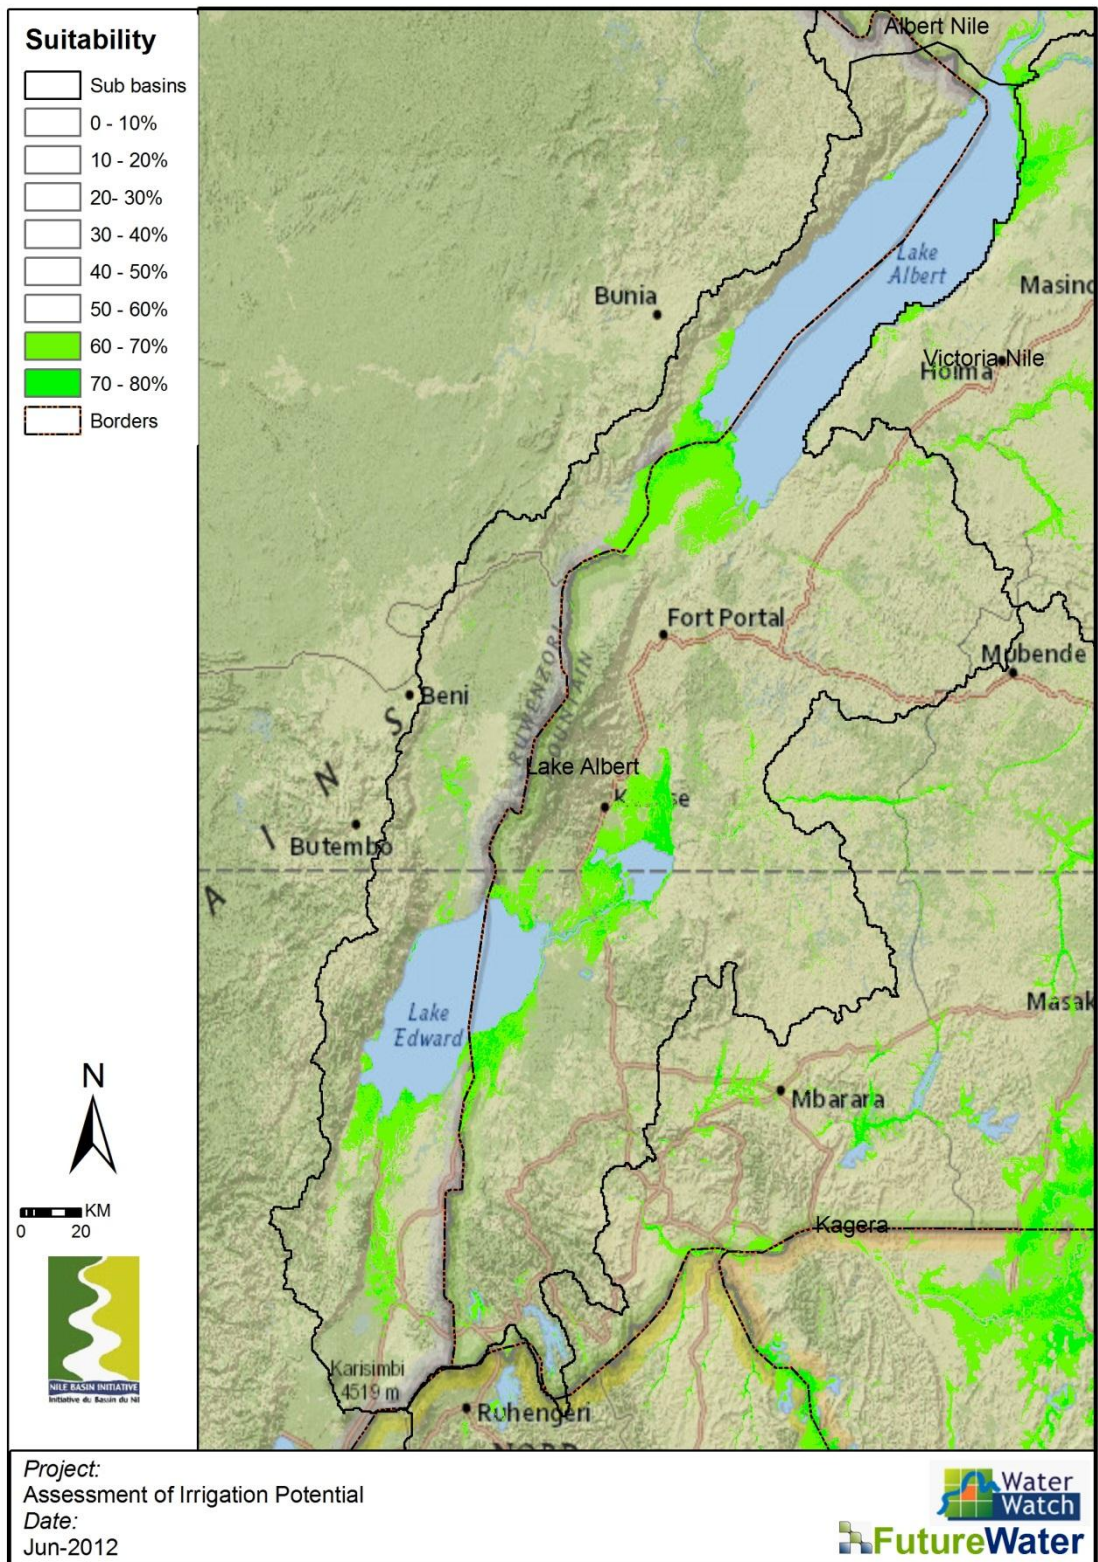 Suitability
Sub basins
0 - 10%
10 - 20%
20- 30%
30 - 40%
40 - 50%
50 - 60%
60 - 70%
70 - 80%
Borders
Albert Nile
Lake
Albert
Masind
Bunia
Victoria Nile
Hoima
Fort Portal
Mubende
RUWENZORI
MOUNTAIN
Beni
Lake Albert
Butembo
A I N S
Lake
Edward
Masak
Mbarara
Kagera
Karisimbi
4519 m
Ruhengeri
NORD
N
KM
0 20
NILE BASIN INITIATIVE
Initiative du Bassin du Nil
Project:
Assessment of Irrigation Potential
Date:
Jun-2012
Water
Watch
FutureWater